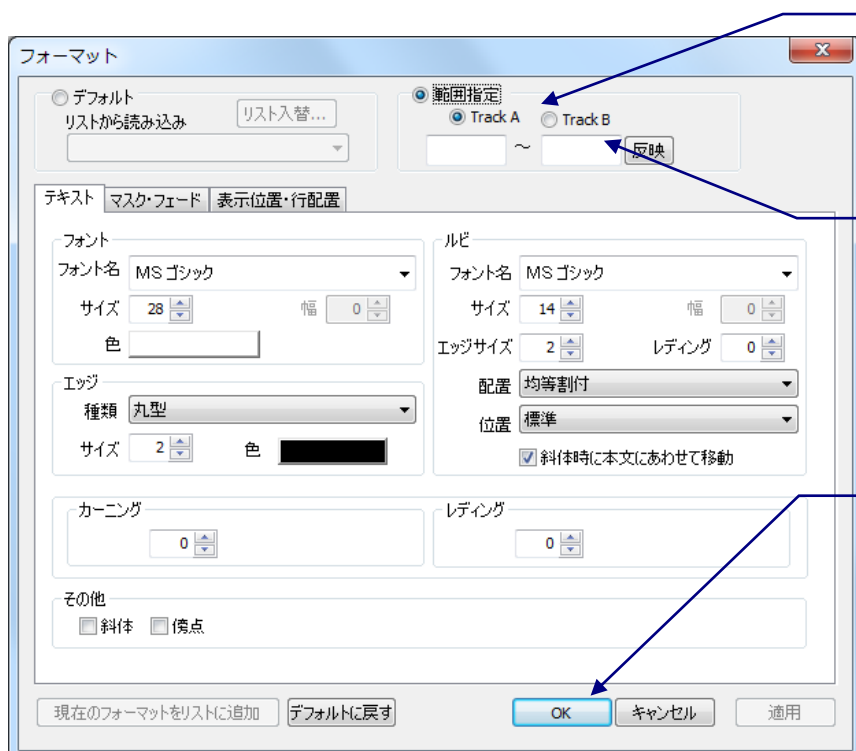 フォーマット
デフォルト
リストから読み込み
リスト入替...
範囲指定
Track A
Track B
～
反映
テキスト
マスク・フェード
表示位置・行配置
フォント
フォント名 MS ゴシック
サイズ 28 幅 0
色
エッジ
種類 丸型
サイズ 2 色
ルビ
フォント名 MS ゴシック
サイズ 14 幅 0
エッジサイズ 2 レディング 0
配置 均等割付
位置 標準
斜体時に本文にあわせて移動
カーニング
0
レディング
0
その他
斜体 傍点
現在のフォーマットをリストに追加 デフォルトに戻す OK キャンセル 適用